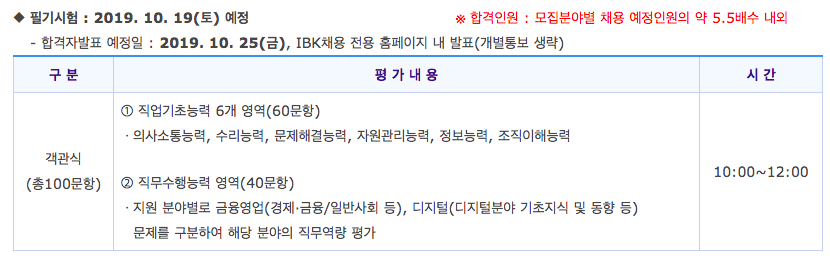 ◆ 필기시험 : 2019. 10. 19(토) 예정 ※ 합격인원 : 모집분야별 채용 예정인원의 약 5.5배수 내외
- 합격자발표 예정일 : 2019. 10. 25(금), IBK채용 전용 홈페이지 내 발표(개별통보 생략)
구 분 평 가 내 용 시 간
① 직업기초능력 6개 영역(60문항)
· 의사소통능력, 수리능력, 문제해결능력, 자원관리능력, 정보능력, 조직이해능력
객관식
(총100문항)
10:00~12:00
② 직무수행능력 영역(40문항)
· 지원 분야별로 금융영업(경제·금융/일반사회 등), 디지털(디지털분야 기초지식 및 동향 등)
문제를 구분하여 해당 분야의 직무역량 평가